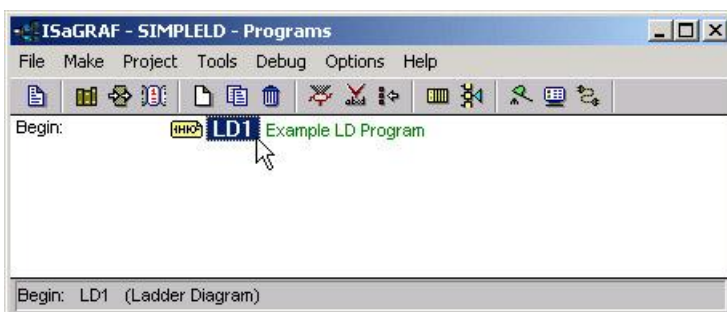 ISaGRAF - SIMPLELD - Programs
File Make Project Tools Debug Options Help
Begin: LD1 Example LD Program
Begin: LD1 (Ladder Diagram)